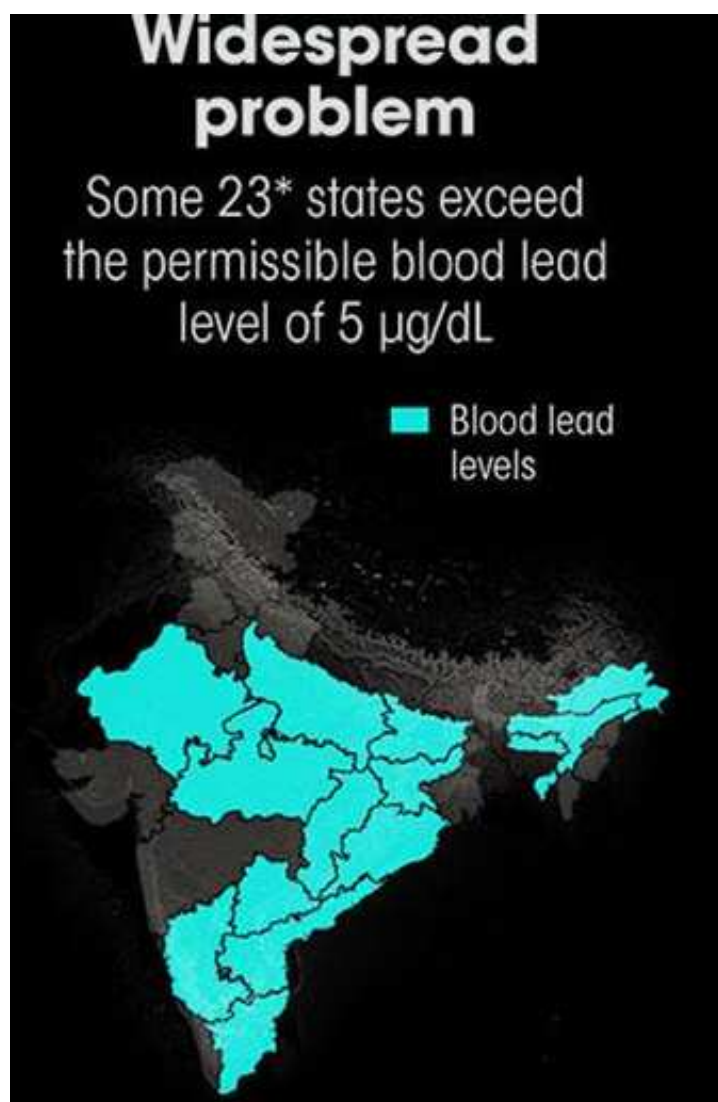 Widespread
problem
Some 23* states exceed
the permissible blood lead
level of 5 µg/dL
Blood lead
levels